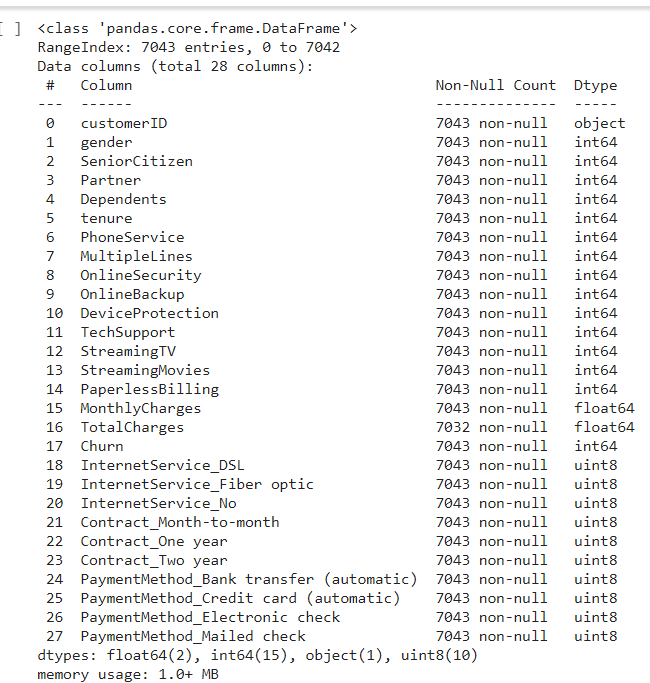 [ ] <class 'pandas.core.frame.DataFrame'>
RangeIndex: 7043 entries, 0 to 7042
Data columns (total 28 columns):
 #   Column                                   Non-Null Count  Dtype
---  ------                                   --------------  -----
 0   customerID                               7043 non-null   object
 1   gender                                   7043 non-null   int64
 2   SeniorCitizen                            7043 non-null   int64
 3   Partner                                  7043 non-null   int64
 4   Dependents                               7043 non-null   int64
 5   tenure                                   7043 non-null   int64
 6   PhoneService                             7043 non-null   int64
 7   MultipleLines                            7043 non-null   int64
 8   OnlineSecurity                           7043 non-null   int64
 9   OnlineBackup                             7043 non-null   int64
 10  DeviceProtection                         7043 non-null   int64
 11  TechSupport                              7043 non-null   int64
 12  StreamingTV                              7043 non-null   int64
 13  StreamingMovies                          7043 non-null   int64
 14  PaperlessBilling                         7043 non-null   int64
 15  MonthlyCharges                           7043 non-null   float64
 16  TotalCharges                             7032 non-null   float64
 17  Churn                                    7043 non-null   int64
 18  InternetService_DSL                      7043 non-null   uint8
 19  InternetService_Fiber optic              7043 non-null   uint8
 20  InternetService_No                       7043 non-null   uint8
 21  Contract_Month-to-month                  7043 non-null   uint8
 22  Contract_One year                        7043 non-null   uint8
 23  Contract_Two year                        7043 non-null   uint8
 24  PaymentMethod_Bank transfer (automatic)  7043 non-null   uint8
 25  PaymentMethod_Credit card (automatic)    7043 non-null   uint8
 26  PaymentMethod_Electronic check           7043 non-null   uint8
 27  PaymentMethod_Mailed check               7043 non-null   uint8
dtypes: float64(2), int64(15), object(1), uint8(10)
memory usage: 1.0+ MB